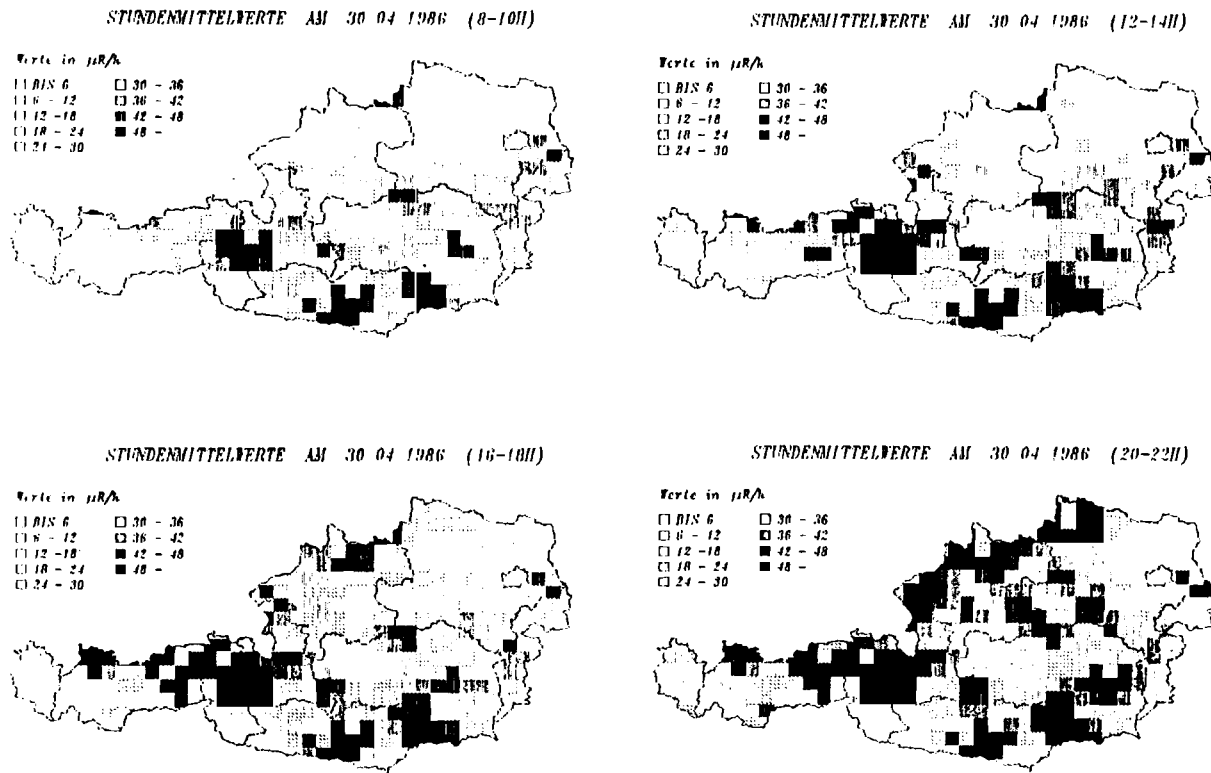 STUNDENMITTELWERTE AM 30 04 1986 (8-10H)
Werte in µR/h
BIS 6
6 - 12
12 -18
18 - 24
24 - 30
30 - 36
36 - 42
42 - 48
48 -
STUNDENMITTELWERTE AM 30 04 1986 (12-14H)
Werte in µR/h
BIS 6
6 - 12
12 -18
18 - 24
24 - 30
30 - 36
36 - 42
42 - 48
48 -
STUNDENMITTELWERTE AM 30 04 1986 (16-18H)
Werte in µR/h
BIS 6
6 - 12
12 -18
18 - 24
24 - 30
30 - 36
36 - 42
42 - 48
48 -
STUNDENMITTELWERTE AM 30 04 1986 (20-22H)
Werte in µR/h
BIS 6
6 - 12
12 -18
18 - 24
24 - 30
30 - 36
36 - 42
42 - 48
48 -